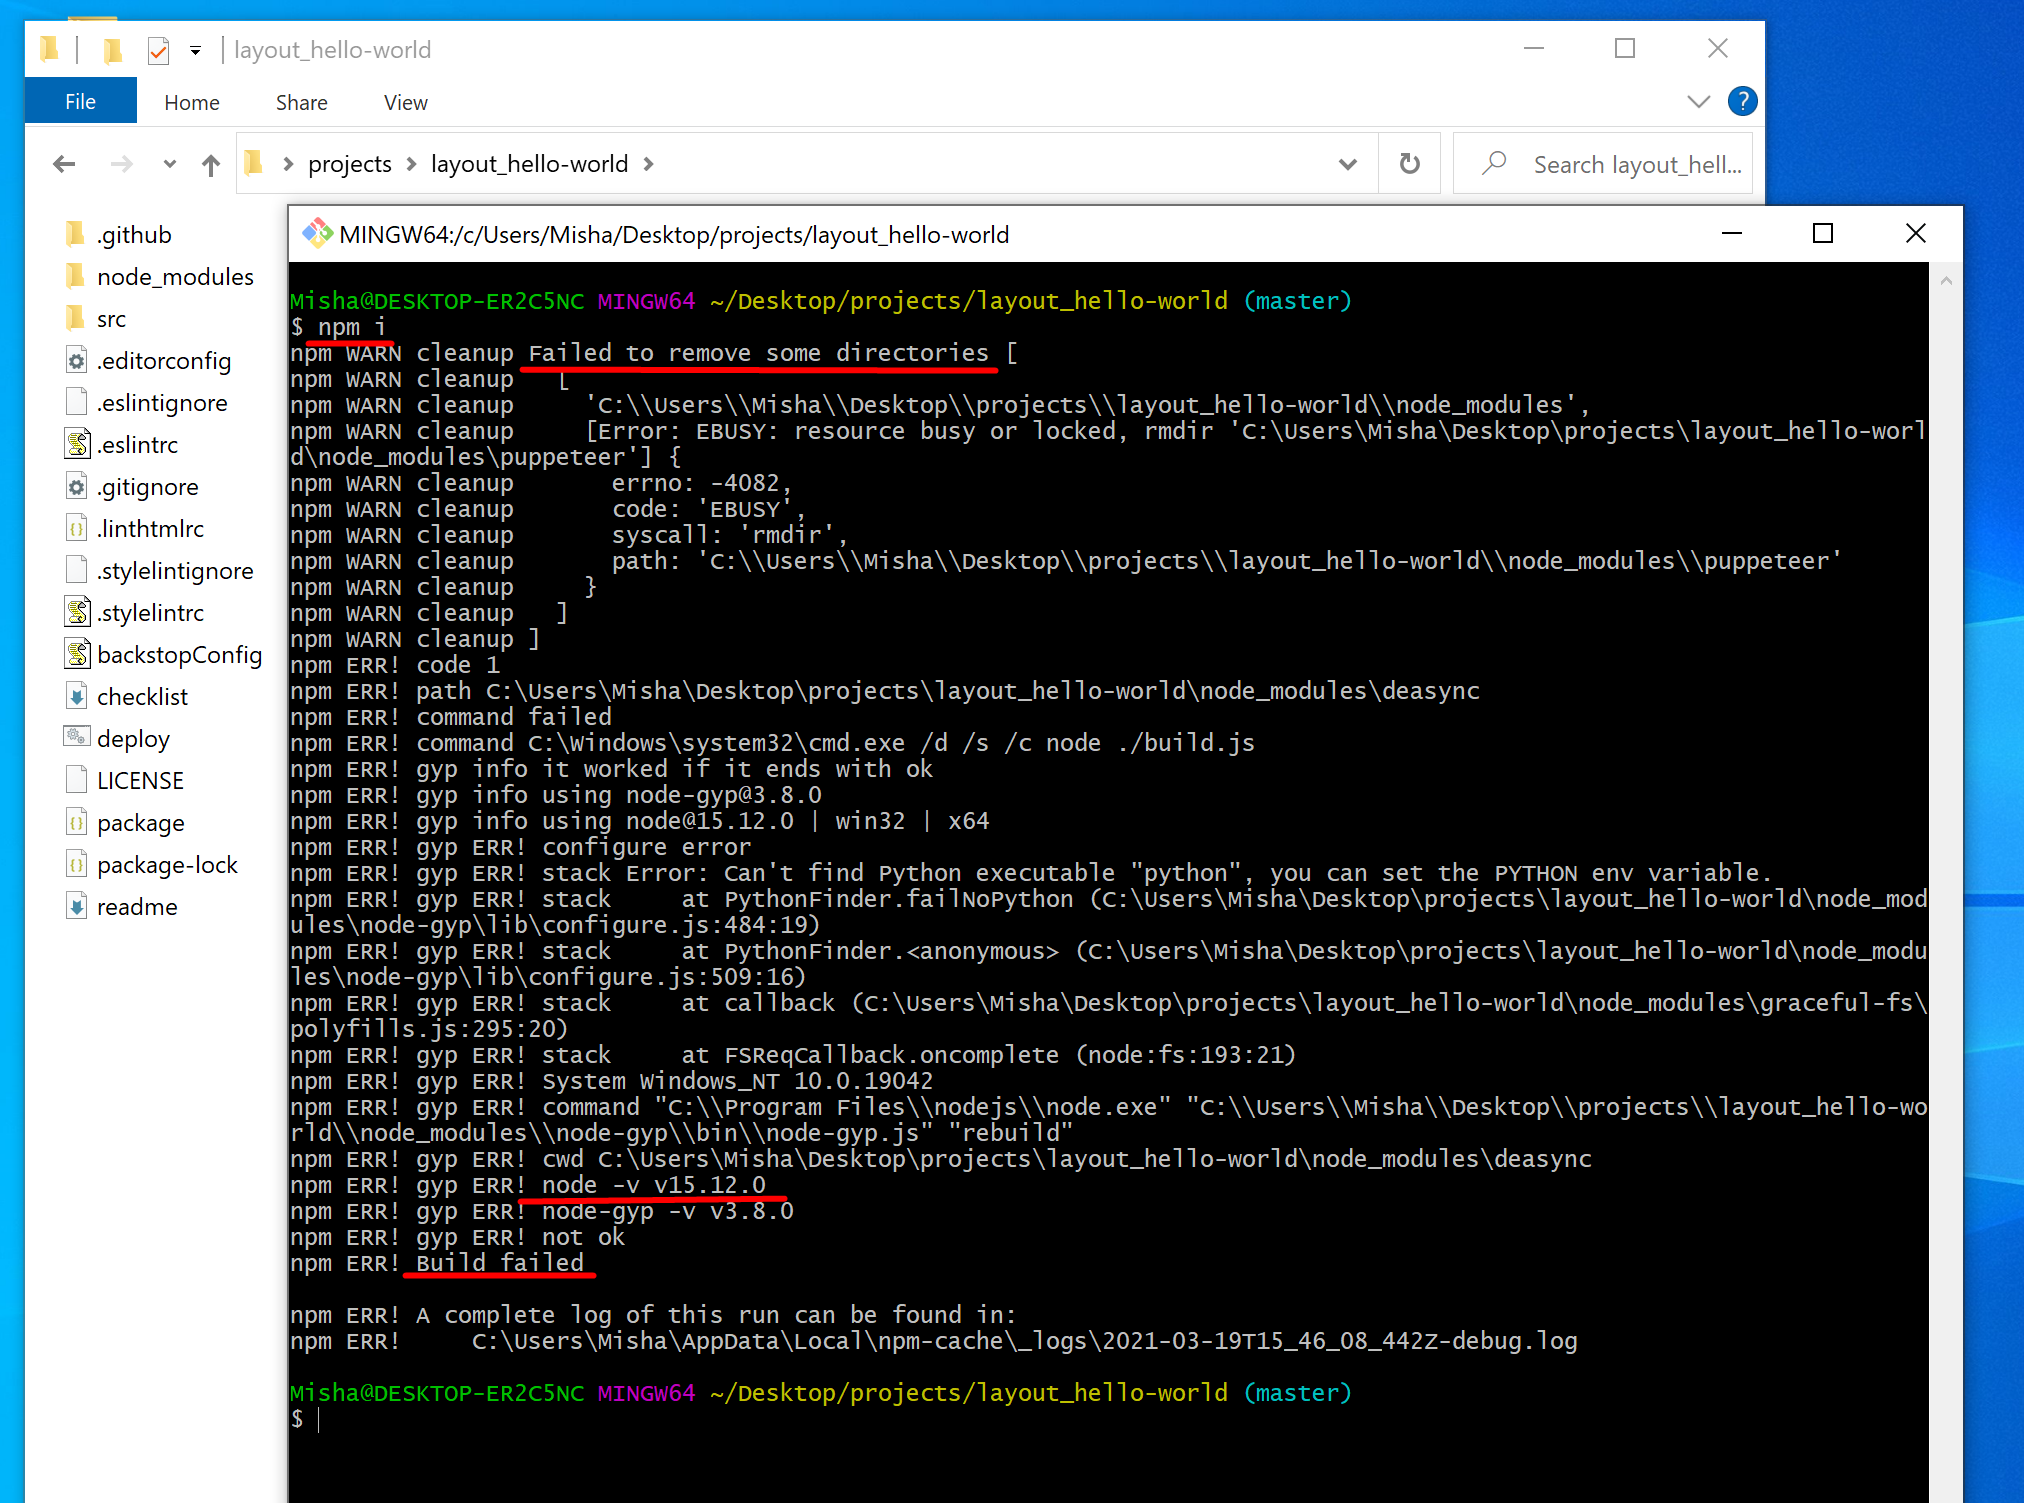 layout_hello-world
File Home Share View
?
projects layout_hello-world
Search layout_hell...
.github
node_modules
src
.editorconfig
.eslintignore
.eslintrc
.gitignore
.linthtmlrc
.stylelintignore
.stylelintrc
backstopConfig
checklist
deploy
LICENSE
package
package-lock
readme
MINGW64:/c/Users/Misha/Desktop/projects/layout_hello-world
Misha@DESKTOP-ER2C5NC MINGW64 ~/Desktop/projects/layout_hello-world (master)
$ npm i
npm WARN cleanup Failed to remove some directories [
npm WARN cleanup   [
npm WARN cleanup     'C:\\Users\\Misha\\Desktop\\projects\\layout_hello-world\\node_modules',
npm WARN cleanup     [Error: EBUSY: resource busy or locked, rmdir 'C:\Users\Misha\Desktop\projects\layout_hello-worl
d\node_modules\puppeteer'] {
npm WARN cleanup       errno: -4082,
npm WARN cleanup       code: 'EBUSY',
npm WARN cleanup       syscall: 'rmdir',
npm WARN cleanup       path: 'C:\\Users\\Misha\\Desktop\\projects\\layout_hello-world\\node_modules\\puppeteer'
npm WARN cleanup     }
npm WARN cleanup   ]
npm WARN cleanup ]
npm ERR! code 1
npm ERR! path C:\Users\Misha\Desktop\projects\layout_hello-world\node_modules\deasync
npm ERR! command failed
npm ERR! command C:\Windows\system32\cmd.exe /d /s /c node ./build.js
npm ERR! gyp info it worked if it ends with ok
npm ERR! gyp info using node-gyp@3.8.0
npm ERR! gyp info using node@15.12.0 | win32 | x64
npm ERR! gyp ERR! configure error
npm ERR! gyp ERR! stack Error: Can't find Python executable "python", you can set the PYTHON env variable.
npm ERR! gyp ERR! stack     at PythonFinder.failNoPython (C:\Users\Misha\Desktop\projects\layout_hello-world\node_mod
ules\node-gyp\lib\configure.js:484:19)
npm ERR! gyp ERR! stack     at PythonFinder.<anonymous> (C:\Users\Misha\Desktop\projects\layout_hello-world\node_modu
les\node-gyp\lib\configure.js:509:16)
npm ERR! gyp ERR! stack     at callback (C:\Users\Misha\Desktop\projects\layout_hello-world\node_modules\graceful-fs\
polyfills.js:295:20)
npm ERR! gyp ERR! stack     at FSReqCallback.oncomplete (node:fs:193:21)
npm ERR! gyp ERR! System Windows_NT 10.0.19042
npm ERR! gyp ERR! command "C:\\Program Files\\nodejs\\node.exe" "C:\\Users\\Misha\\Desktop\\projects\\layout_hello-wo
rld\\node_modules\\node-gyp\\bin\\node-gyp.js" "rebuild"
npm ERR! gyp ERR! cwd C:\Users\Misha\Desktop\projects\layout_hello-world\node_modules\deasync
npm ERR! gyp ERR! node -v v15.12.0
npm ERR! gyp ERR! node-gyp -v v3.8.0
npm ERR! gyp ERR! not ok
npm ERR! Build failed
npm ERR! A complete log of this run can be found in:
npm ERR!     C:\Users\Misha\AppData\Local\npm-cache\_logs\2021-03-19T15_46_08_442Z-debug.log
Misha@DESKTOP-ER2C5NC MINGW64 ~/Desktop/projects/layout_hello-world (master)
$